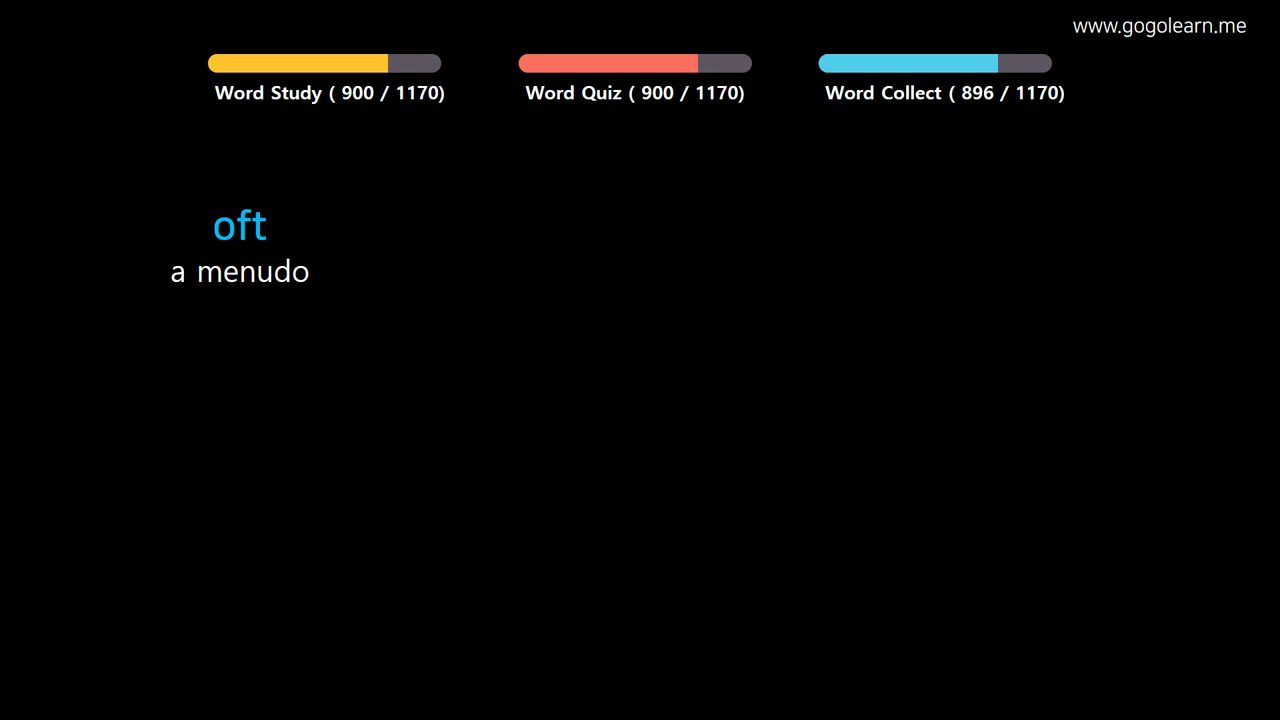 www.gogolearn.me
Word Study ( 900 / 1170)
Word Quiz ( 900 / 1170)
Word Collect ( 896 / 1170)
oft
a menudo